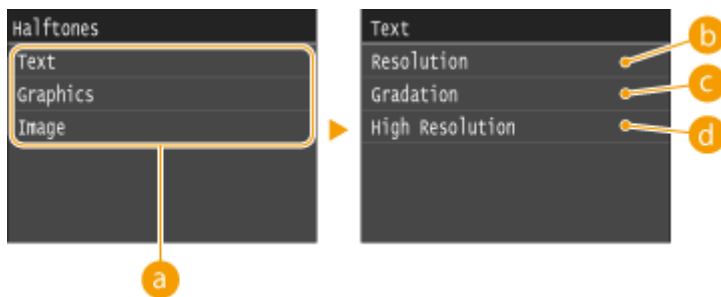 Halftones
Text
Graphics
Image
a
Text
Resolution
Gradation
High Resolution
b
c
d